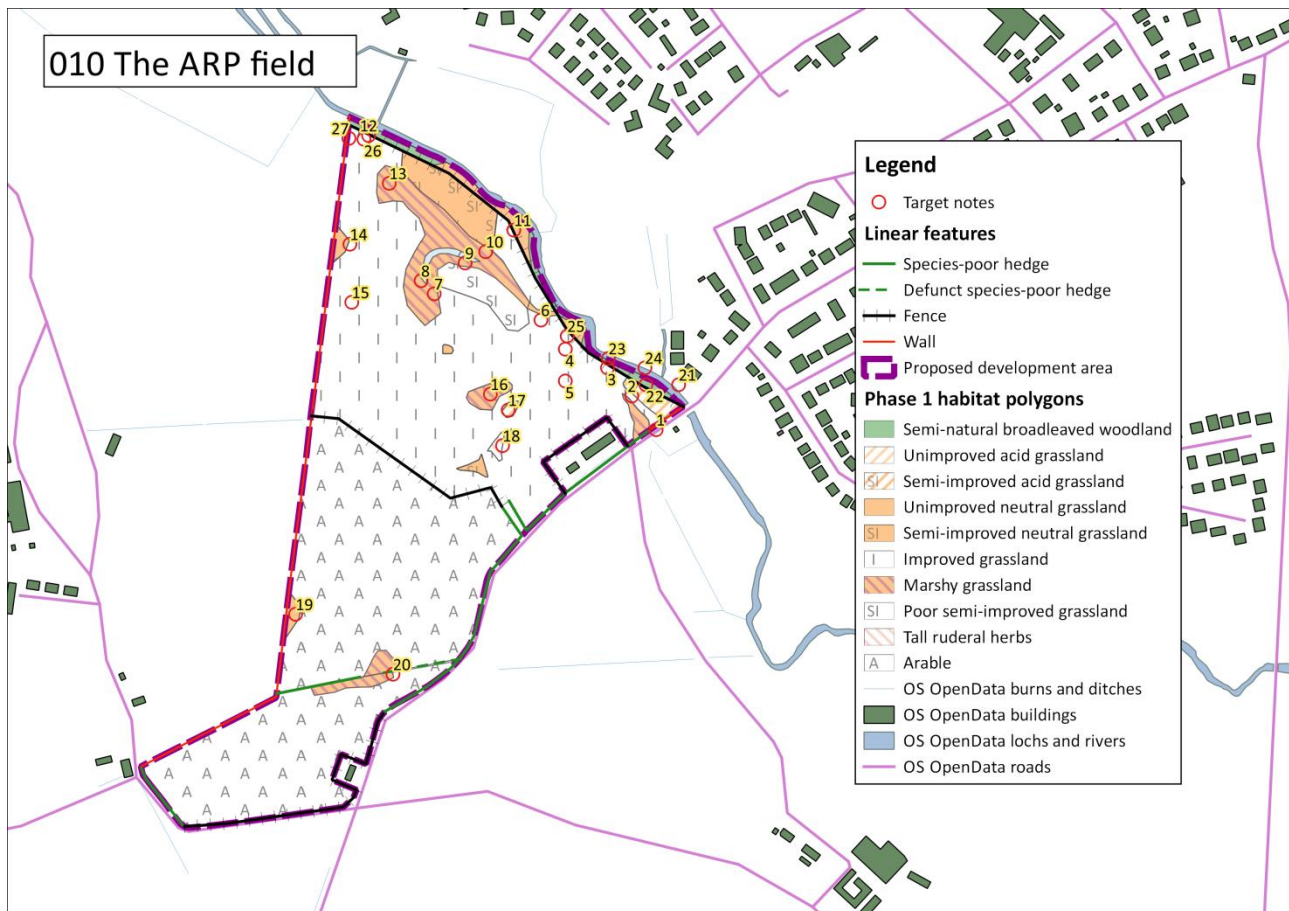 010 The ARP field
27
12
26
13
14
11
10
9
8
7
15
6
25
4
5
23
3
24
2
22
21
1
16
17
18
19
20
Legend
Target notes
Linear features
Species-poor hedge
Defunct species-poor hedge
Fence
Wall
Proposed development area
Phase 1 habitat polygons
Semi-natural broadleaved woodland
Unimproved acid grassland
SI Semi-improved acid grassland
Unimproved neutral grassland
SI Semi-improved neutral grassland
I Improved grassland
Marshy grassland
SI Poor semi-improved grassland
Tall ruderal herbs
A Arable
OS OpenData burns and ditches
OS OpenData buildings
OS OpenData lochs and rivers
OS OpenData roads